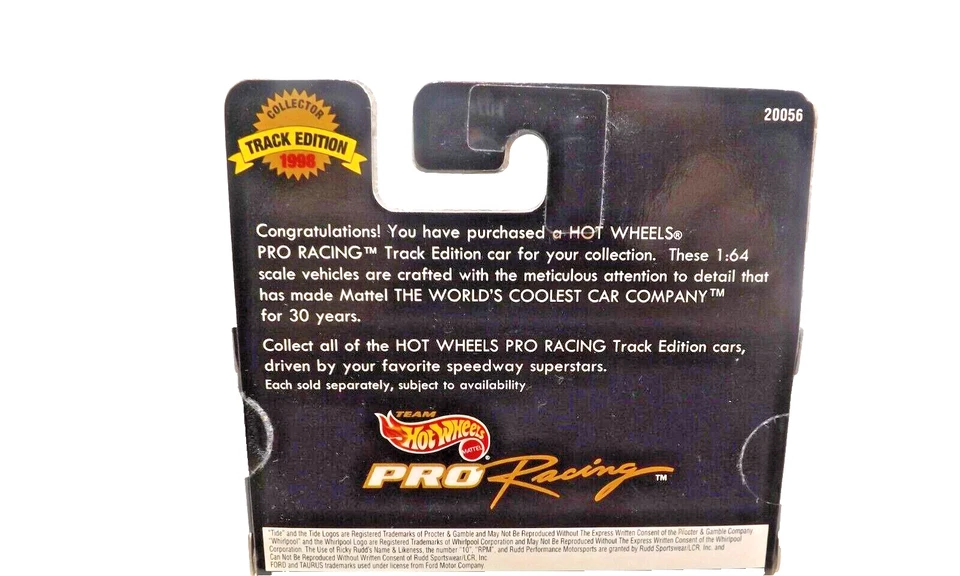 COLLECTOR
TRACK EDITION
1998
20056
Congratulations! You have purchased a HOT WHEELS®
PRO RACING™ Track Edition car for your collection. These 1:64
scale vehicles are crafted with the meticulous attention to detail that
has made Mattel THE WORLD'S COOLEST CAR COMPANY™
for 30 years.
Collect all of the HOT WHEELS PRO RACING Track Edition cars,
driven by your favorite speedway superstars.
Each sold separately, subject to availability
TEAM
Hot Wheels
MATTEL
®
PRO Racing ™
"Tide" and the Tide Logos are Registered Trademarks of Procter & Gamble and May Not Be Reproduced Without The Express Written Consent of the Procter & Gamble Company
"Whirlpool" and the Whirlpool Logo are Registered Trademarks of Whirlpool Corporation and May Not Be Reproduced Without The Express Written Consent of the Whirlpool
Corporation. The Use of Ricky Rudd's Name & Likeness, the number "10", "RPM", and Rudd Performance Motorsports are granted by Rudd Sportswear/LCR, Inc. and
Can Not Be Reproduced Without Written Consent of Rudd Sportswear/LCR, Inc
FORD and TAURUS trademarks used under license from Ford Motor Company